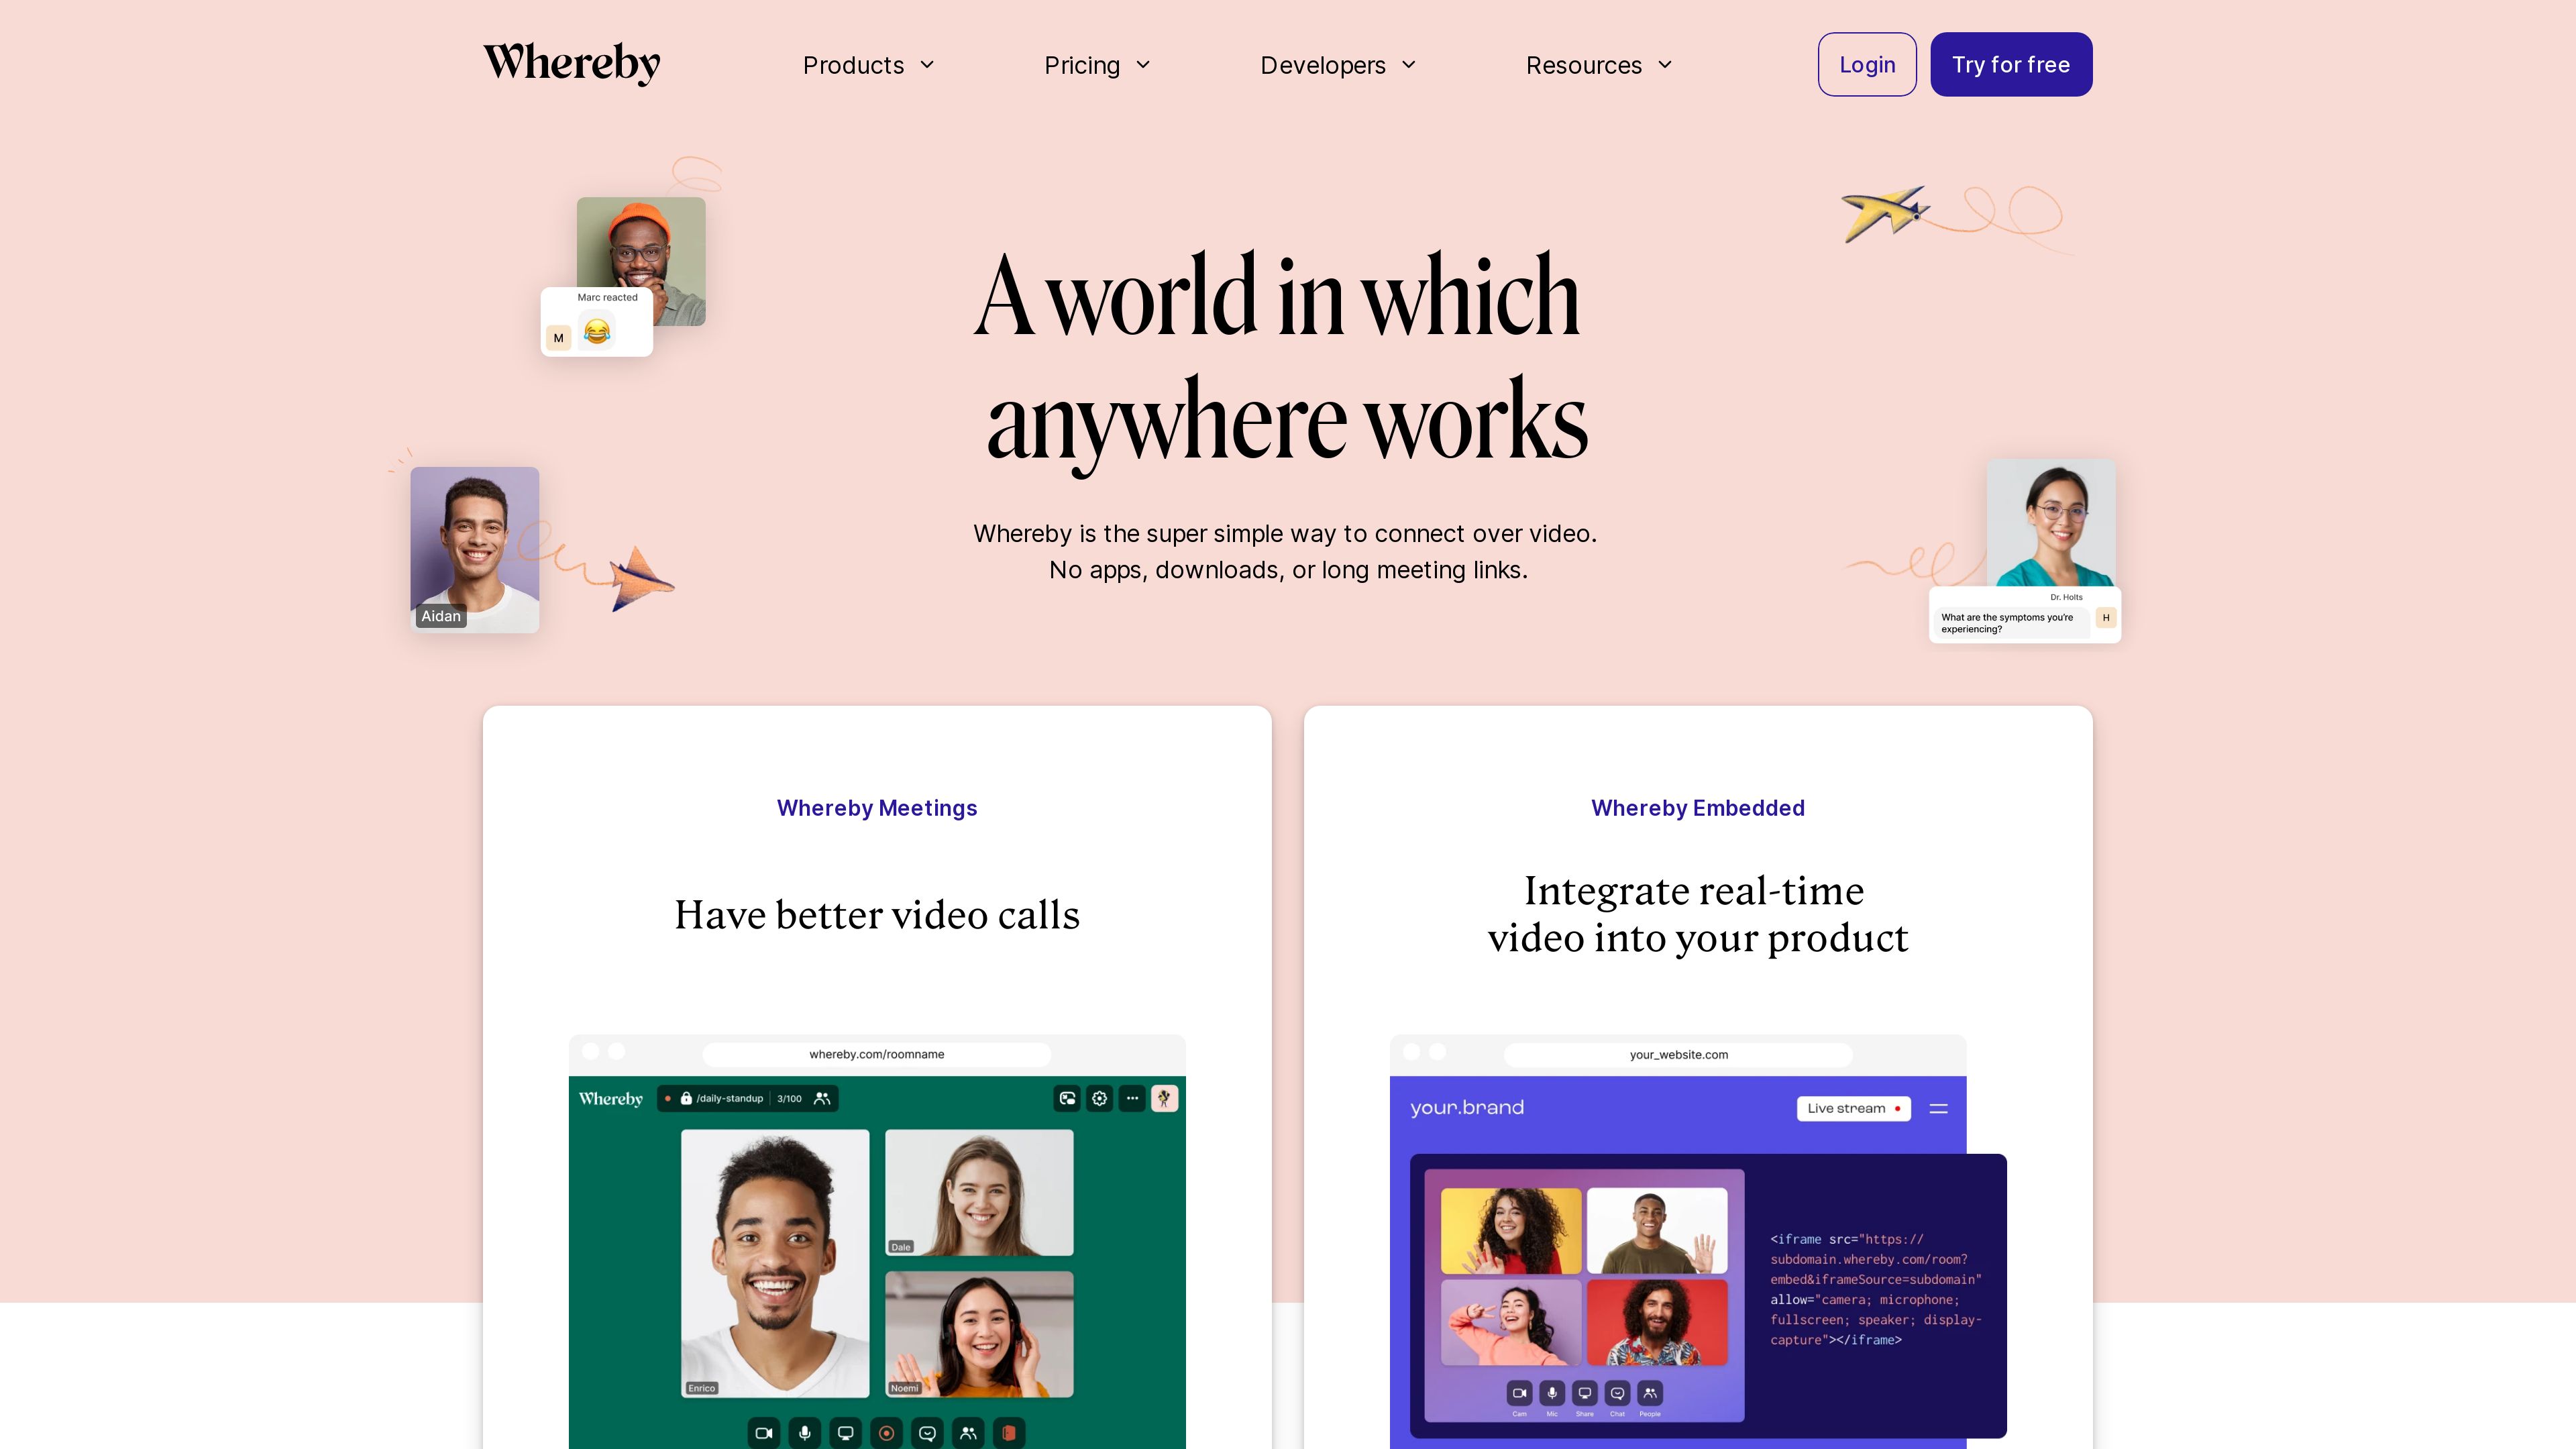 Whereby
Products
Pricing
Developers
Resources
Login
Try for free
Marc reacted
M
A world in which
anywhere works
Whereby is the super simple way to connect over video.
No apps, downloads, or long meeting links.
Aidan
Dr. Holts
What are the symptoms you're
experiencing?
H
Whereby Meetings
Have better video calls
whereby.com/roomname
Whereby
/daily-standup
3/100
Dale
Enrico
Noemi
Whereby Embedded
Integrate real-time
video into your product
your_website.com
your.brand
Live stream
<iframe src="https://
subdomain.whereby.com/room?
embed&iframeSource=subdomain"
allow="camera; microphone;
fullscreen; speaker; display-
capture"></iframe>
Cam
Mic
Share
Chat
People